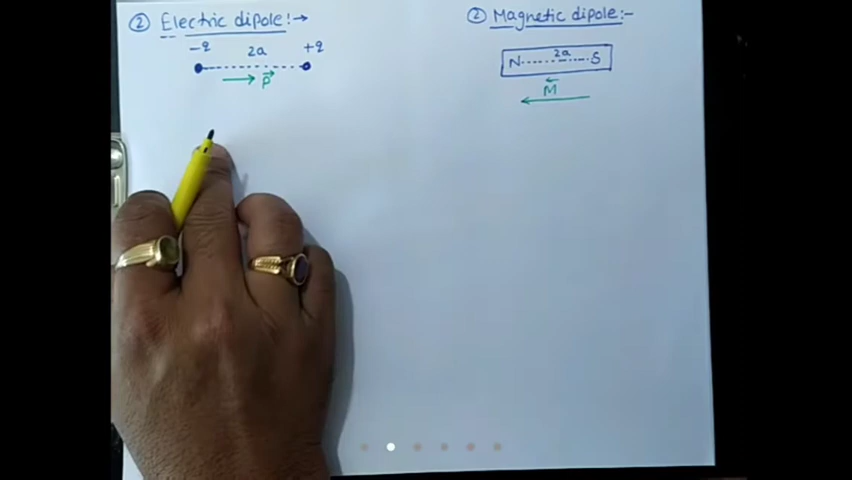 ② Electric dipole!→
-q 2a +q
p⃗
② Magnetic dipole:-
N 2a S
M⃗